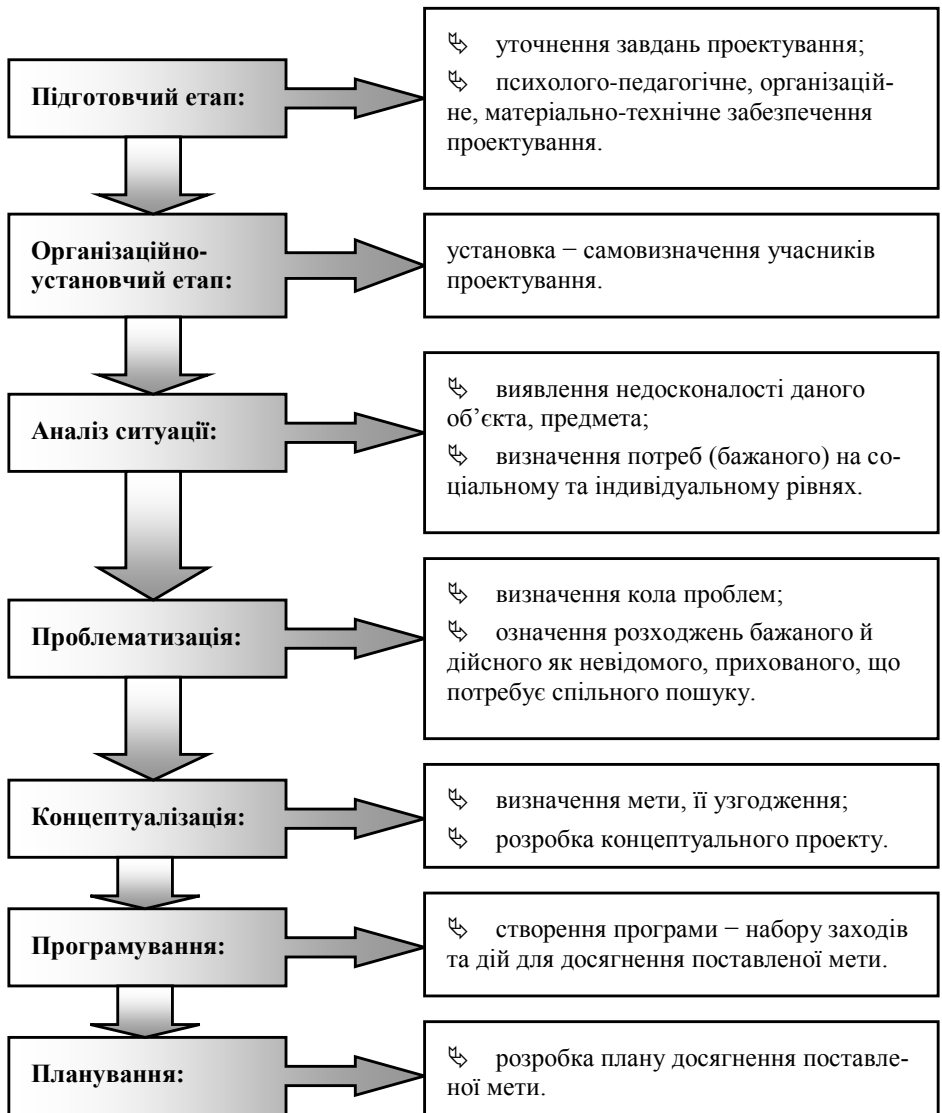 Підготовчий етап:
⮱ уточнення завдань проектування;
⮱ психолого-педагогічне, організацій-
не, матеріально-технічне забезпечення
проектування.
Організаційно-
установчий етап:
установка − самовизначення учасників
проектування.
Аналіз ситуації:
⮱ виявлення недосконалості даного
об’єкта, предмета;
⮱ визначення потреб (бажаного) на со-
ціальному та індивідуальному рівнях.
Проблематизація:
⮱ визначення кола проблем;
⮱ означення розходжень бажаного й
дійсного як невідомого, прихованого, що
потребує спільного пошуку.
Концептуалізація:
⮱ визначення мети, її узгодження;
⮱ розробка концептуального проекту.
Програмування:
⮱ створення програми − набору заходів
та дій для досягнення поставленої мети.
Планування:
⮱ розробка плану досягнення поставле-
ної мети.